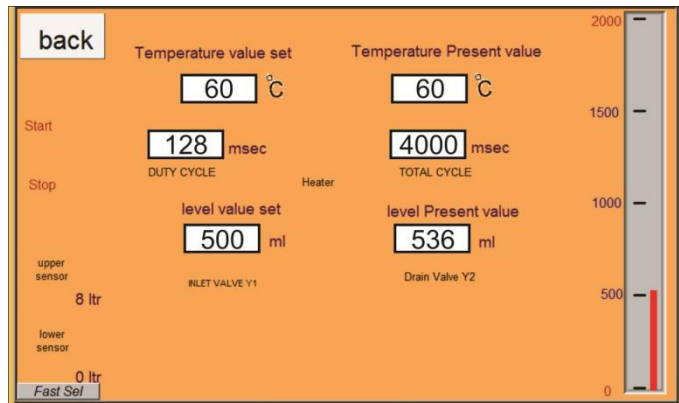 back
Temperature value set
Temperature Present value
60 °C
60 °C
Start
128 msec
4000 msec
DUTY CYCLE
TOTAL CYCLE
Stop
Heater
level value set
level Present value
500 ml
536 ml
upper
sensor
INLET VALVE Y1
Drain Valve Y2
8 ltr
lower
sensor
0 ltr
Fast Sel
2000
1500
1000
500
0